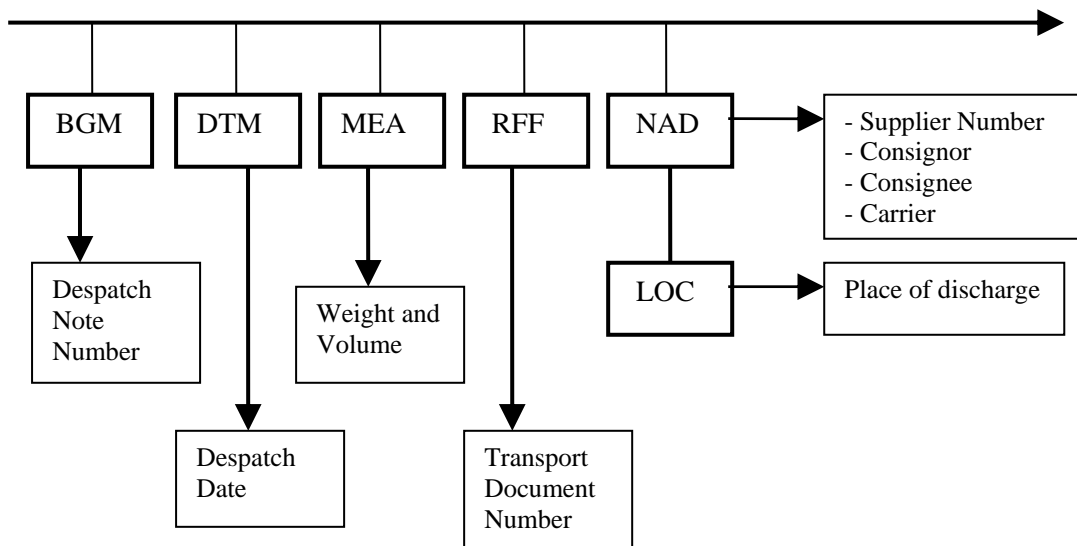 BGM
DTM
MEA
RFF
NAD
- Supplier Number
- Consignor
- Consignee
- Carrier
Despatch
Note
Number
Weight and
Volume
LOC
Place of discharge
Despatch
Date
Transport
Document
Number